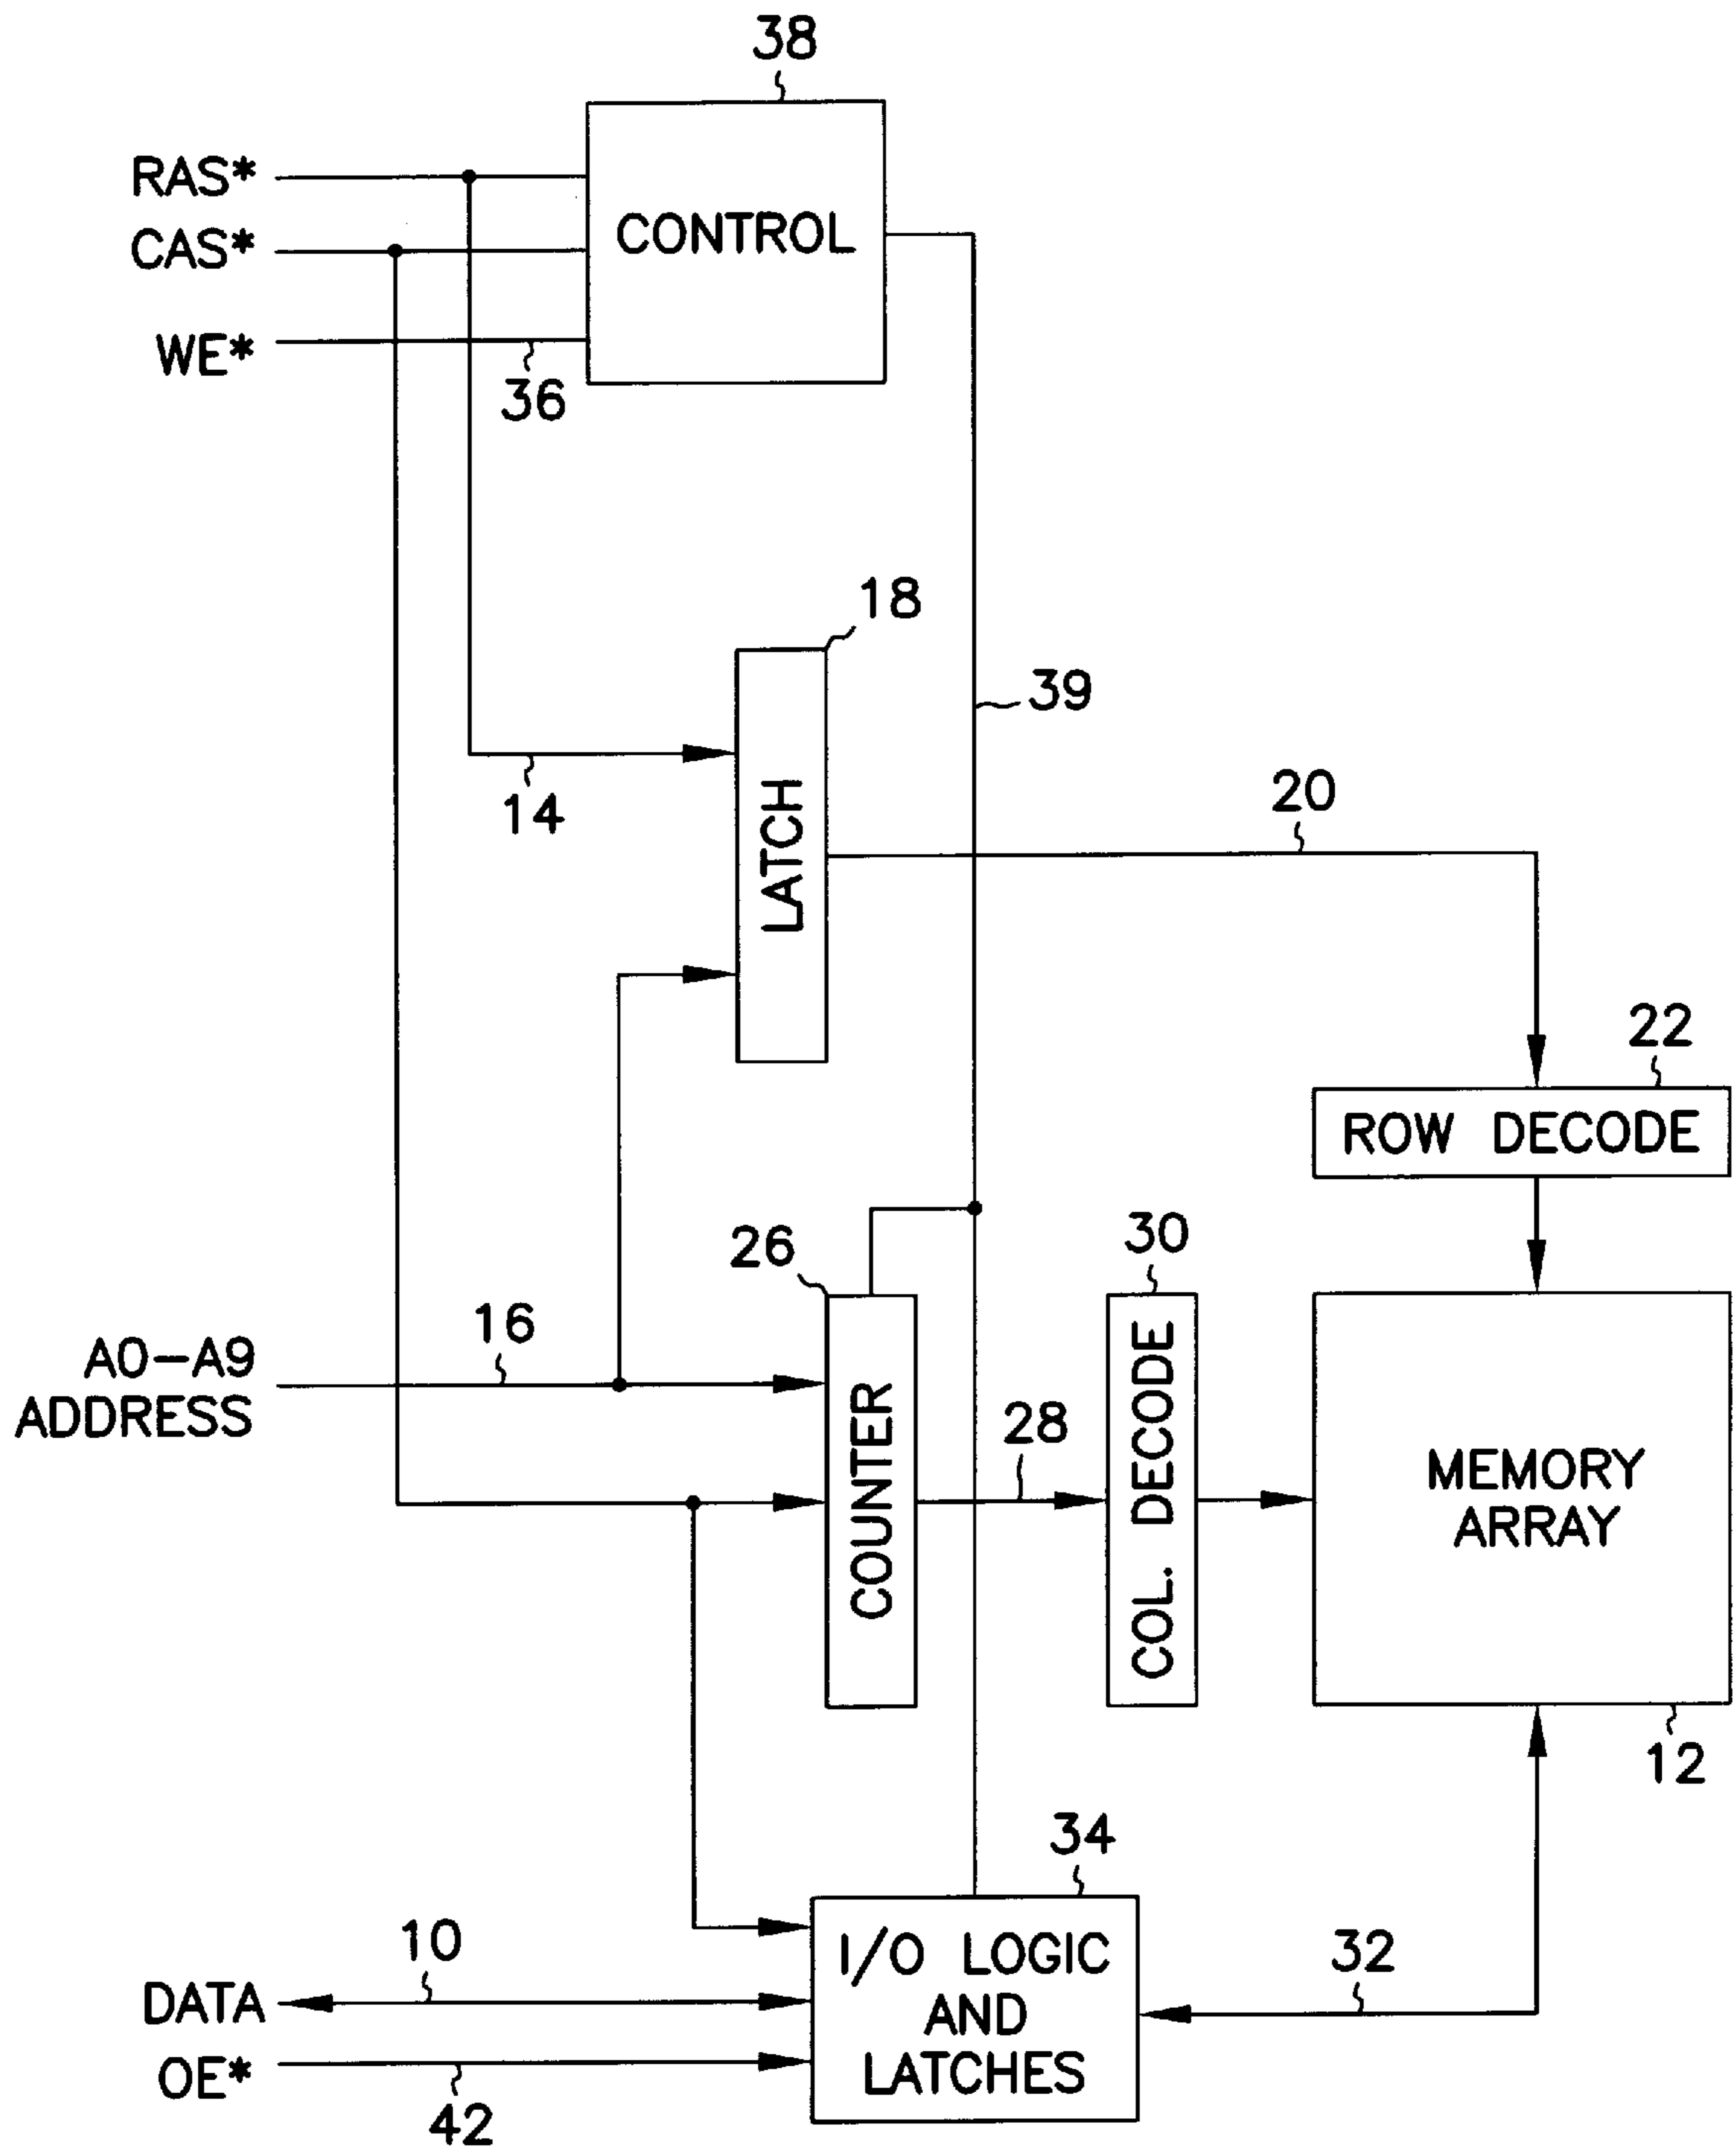 38
RAS*
CAS*
CONTROL
WE*
36
18
39
14
LATCH
20
22
ROW DECODE
26
30
16
A0-A9
ADDRESS
COUNTER
28
COL. DECODE
MEMORY
ARRAY
12
34
10
I/O LOGIC
AND
LATCHES
32
DATA
OE*
42